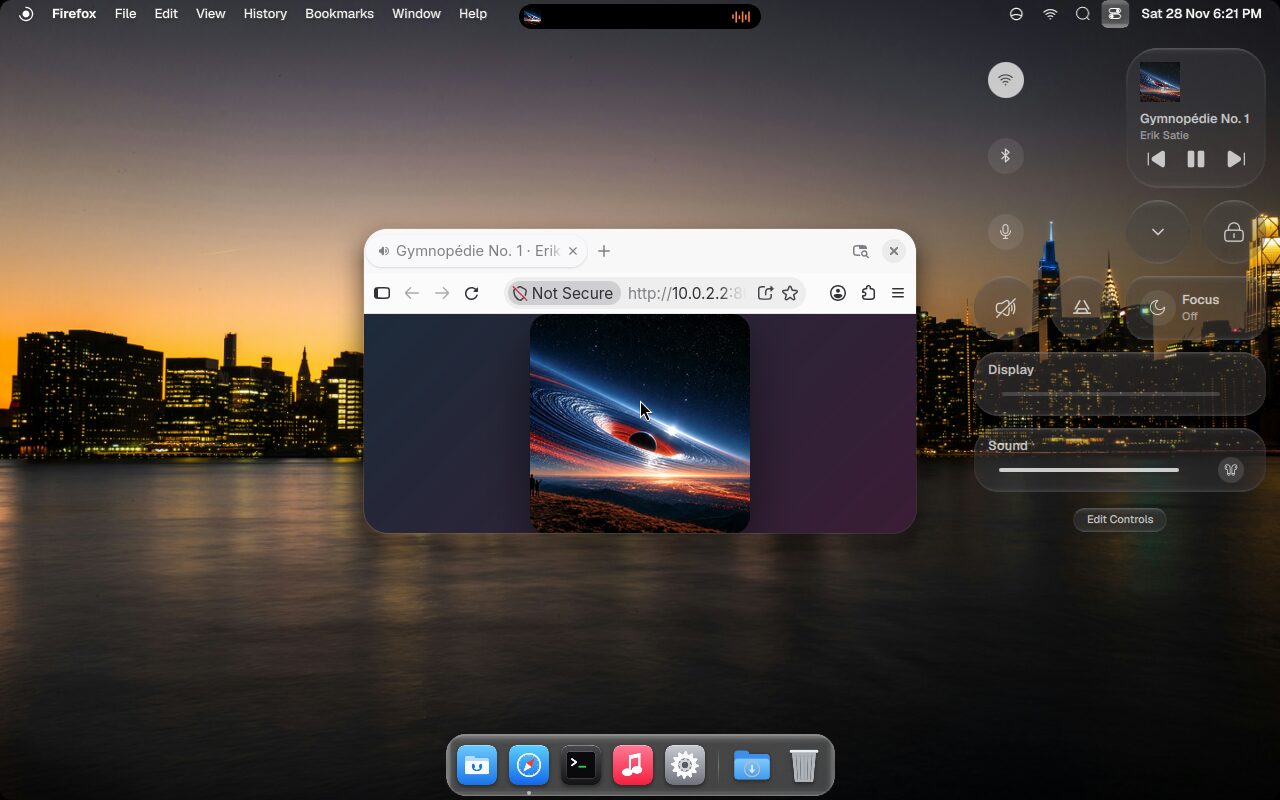 Firefox File Edit View History Bookmarks Window Help
Sat 28 Nov 6:21 PM
Gymnopédie No. 1 · Erik
Not Secure http://10.0.2.2:8
Gymnopédie No. 1
Erik Satie
Focus
Off
Display
Sound
Edit Controls